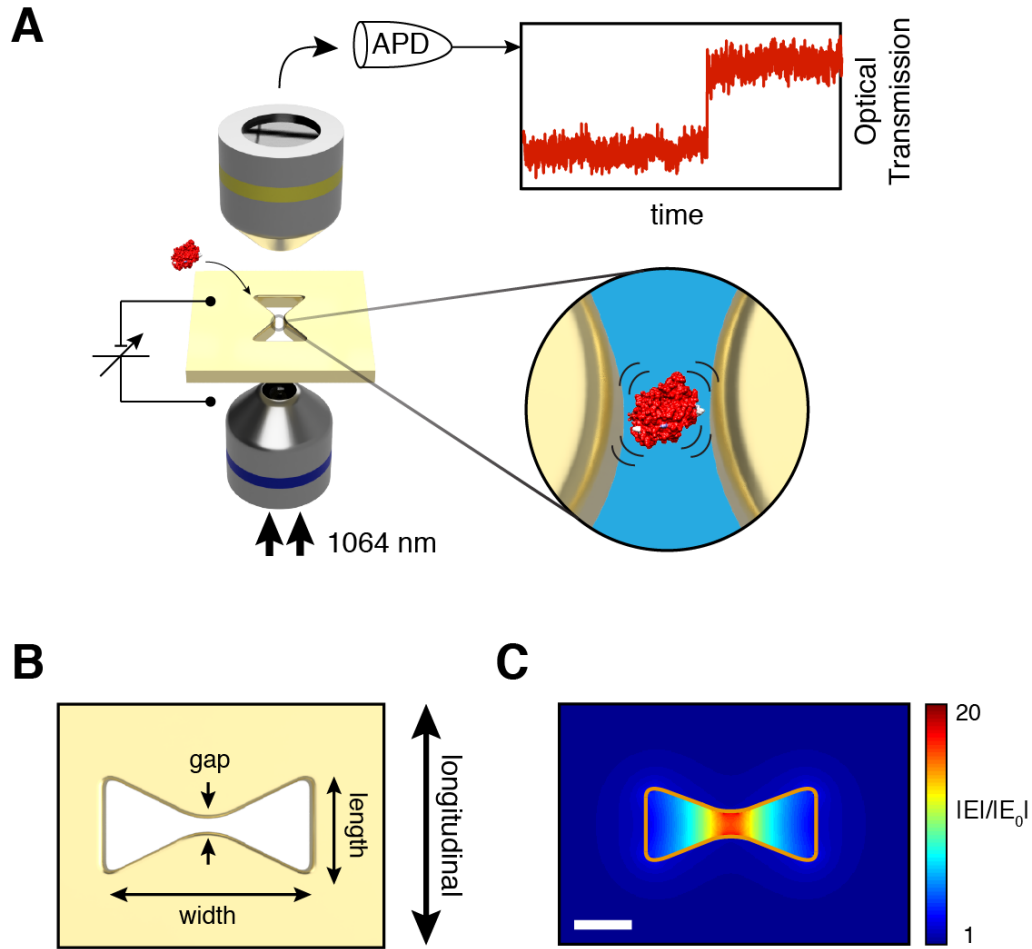 A
APD
Optical
Transmission
time
1064 nm
B
gap
width
length
longitudinal
C
20
|E|/|E₀|
1